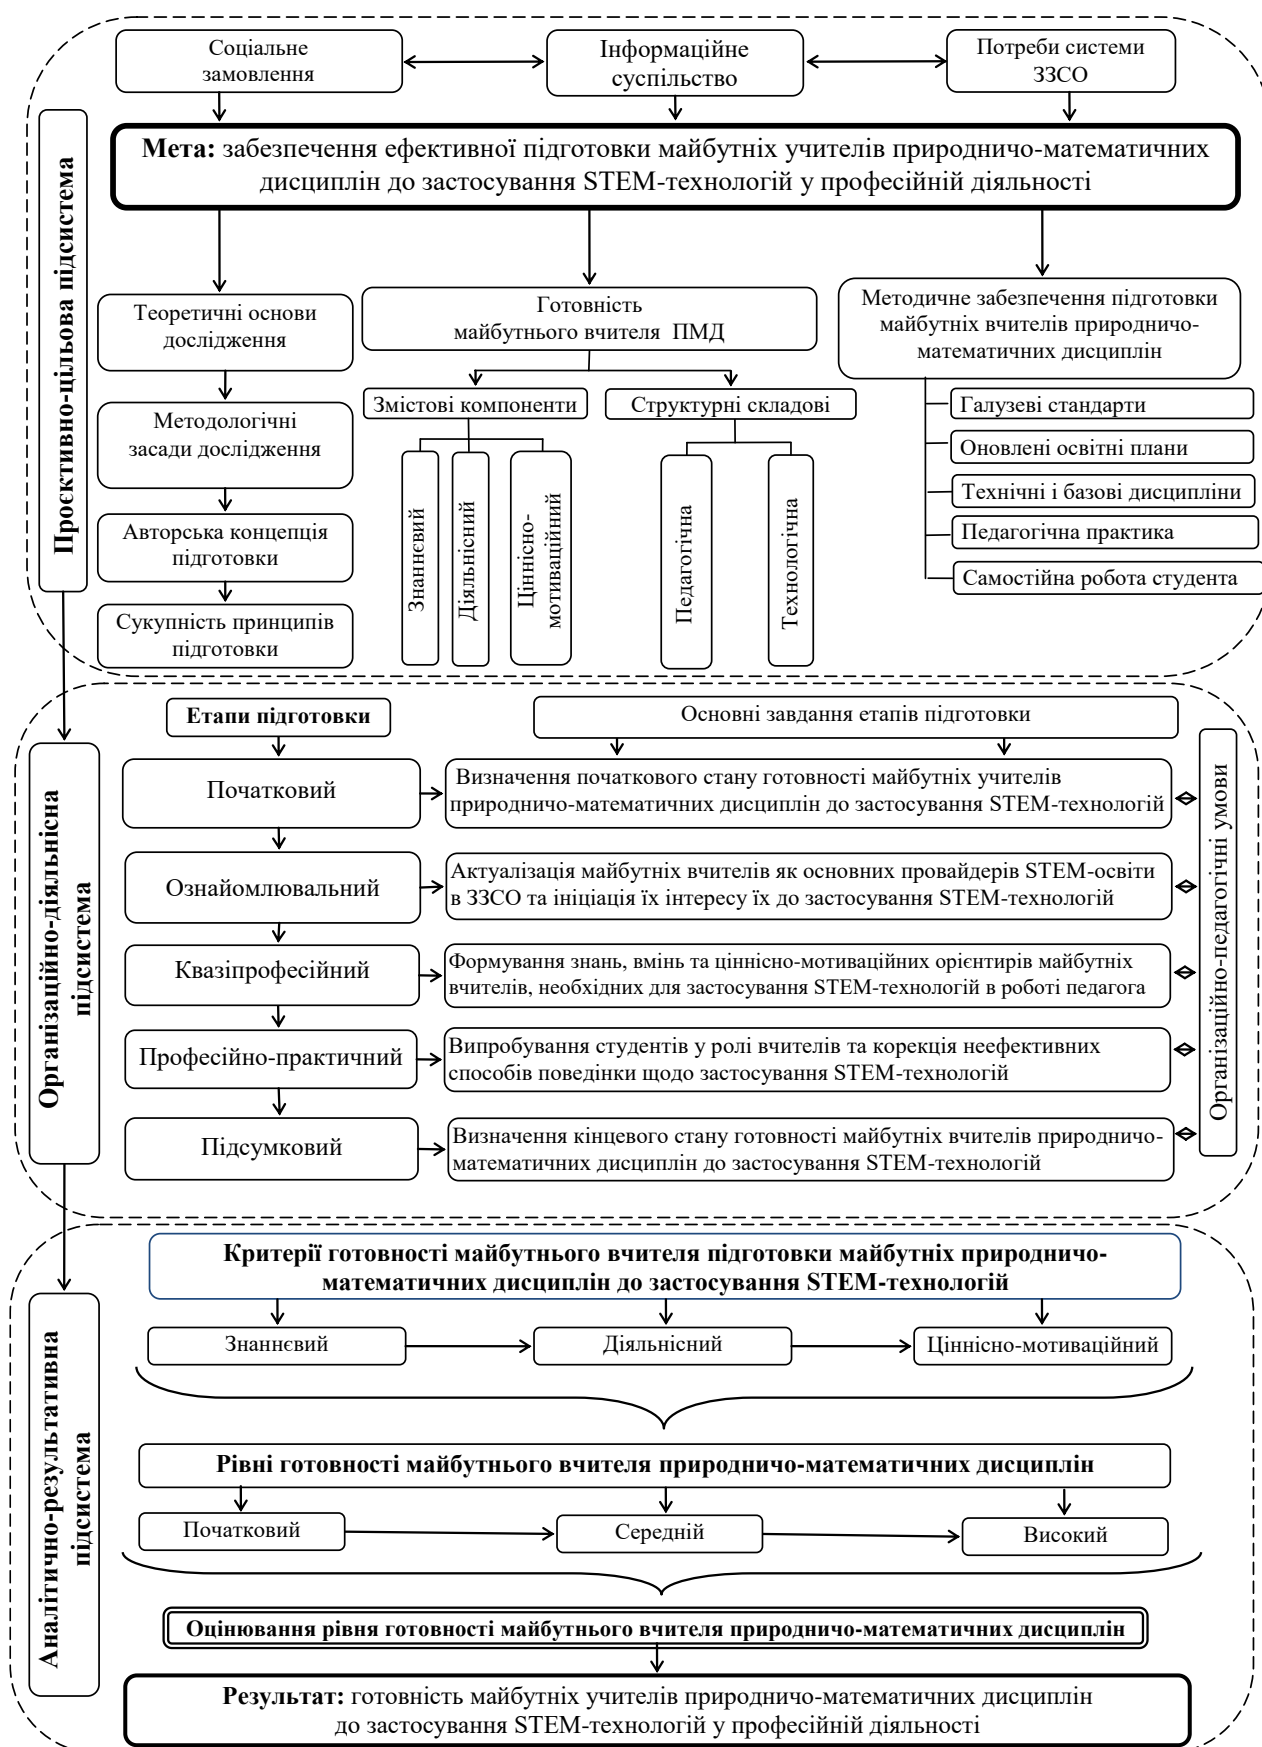 Соціальне
замовлення
Інформаційне
суспільство
Потреби системи
ЗЗСО
Проєктивно-цільова підсистема
Мета: забезпечення ефективної підготовки майбутніх учителів природничо-математичних
дисциплін до застосування STEM-технологій у професійній діяльності
Теоретичні основи
дослідження
Методологічні
засади дослідження
Авторська концепція
підготовки
Сукупність принципів
підготовки
Готовність
майбутнього вчителя ПМД
Змістові компоненти
Знаннєвий
Діяльнісний
Ціннісно-
мотиваційний
Структурні складові
Педагогічна
Технологічна
Методичне забезпечення підготовки
майбутніх вчителів природничо-
математичних дисциплін
Галузеві стандарти
Оновлені освітні плани
Технічні і базові дисципліни
Педагогічна практика
Самостійна робота студента
Організаційно-діяльнісна
підсистема
Етапи підготовки
Основні завдання етапів підготовки
Початковий
Визначення початкового стану готовності майбутніх учителів
природничо-математичних дисциплін до застосування STEM-технологій
Ознайомлювальний
Актуалізація майбутніх вчителів як основних провайдерів STEM-освіти
в ЗЗСО та ініціація їх інтересу їх до застосування STEM-технологій
Квазіпрофесійний
Формування знань, вмінь та ціннісно-мотиваційних орієнтирів майбутніх
вчителів, необхідних для застосування STEM-технологій в роботі педагога
Професійно-практичний
Випробування студентів у ролі вчителів та корекція неефективних
способів поведінки щодо застосування STEM-технологій
Підсумковий
Визначення кінцевого стану готовності майбутніх вчителів природничо-
математичних дисциплін до застосування STEM-технологій
Організаційно-педагогічні умови
Аналітично-результативна
підсистема
Критерії готовності майбутнього вчителя підготовки майбутніх природничо-
математичних дисциплін до застосування STEM-технологій
Знаннєвий
Діяльнісний
Ціннісно-мотиваційний
Рівні готовності майбутнього вчителя природничо-математичних дисциплін
Початковий
Середній
Високий
Оцінювання рівня готовності майбутнього вчителя природничо-математичних дисциплін
Результат: готовність майбутніх учителів природничо-математичних дисциплін
до застосування STEM-технологій у професійній діяльності